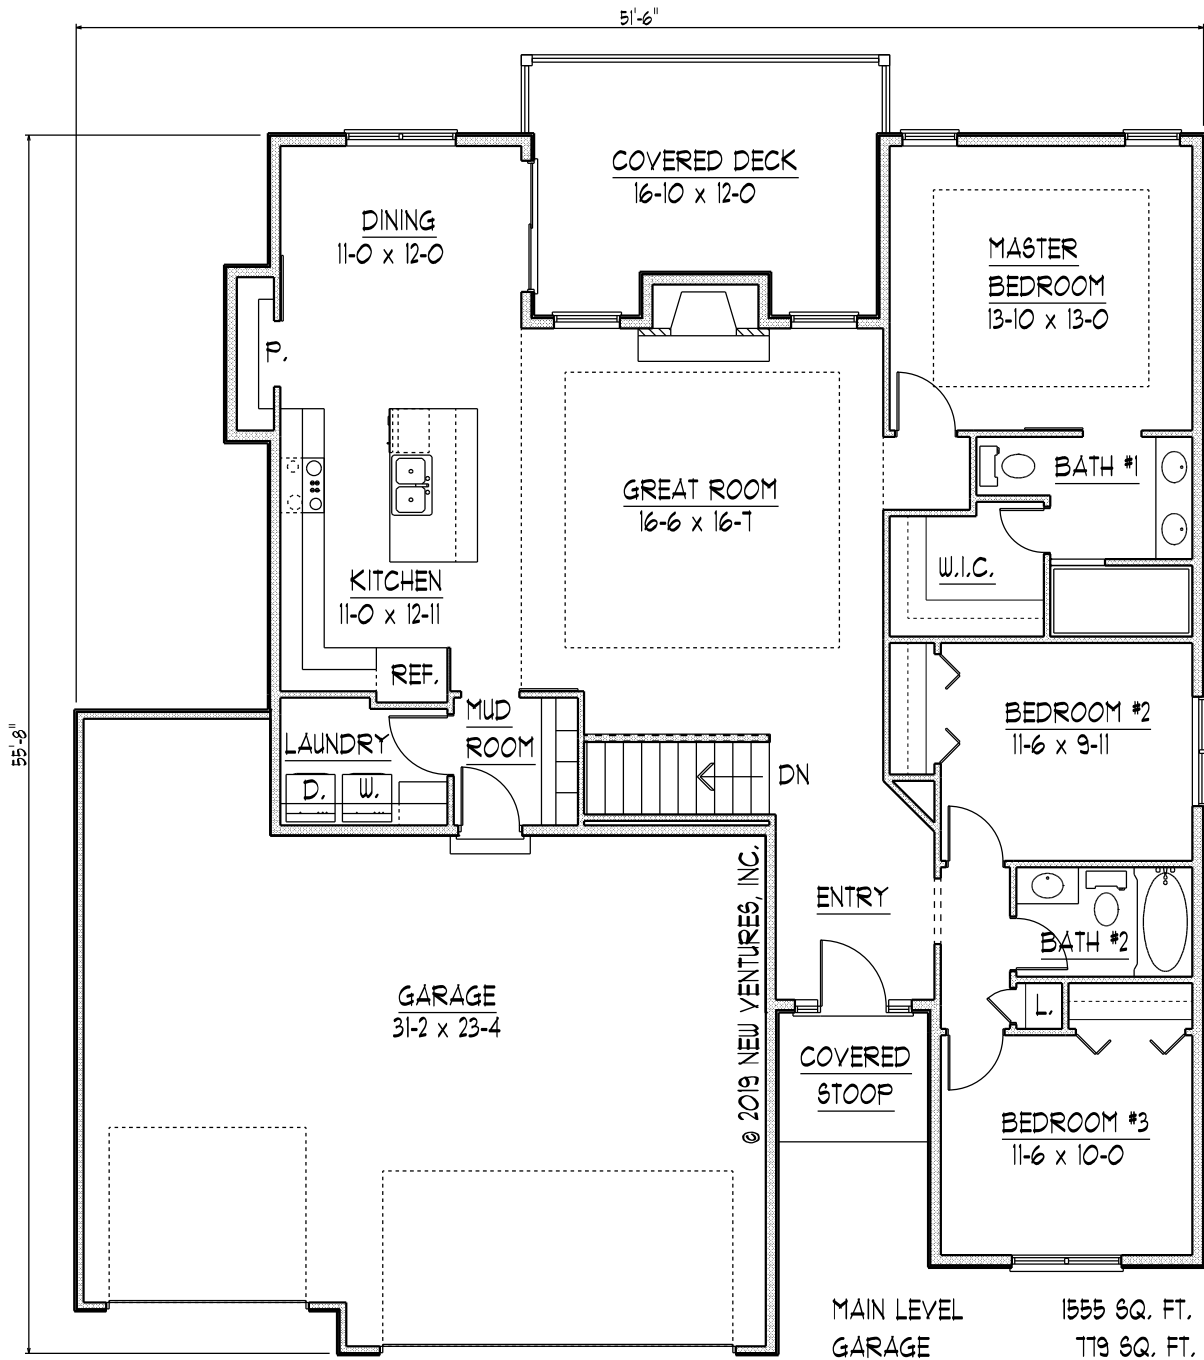 51'-6"
COVERED DECK
16-10 x 12-0
DINING
11-0 x 12-0
MASTER
BEDROOM
13-10 x 13-0
P.
BATH #1
GREAT ROOM
16-6 x 16-7
W.I.C.
KITCHEN
11-0 x 12-11
REF.
MUD
ROOM
LAUNDRY
D.
W.
DN
BEDROOM #2
11-6 x 9-11
55'-8"
ENTRY
BATH #2
© 2019 NEW VENTURES, INC.
GARAGE
31-2 x 23-4
L.
COVERED
STOOP
BEDROOM #3
11-6 x 10-0
MAIN LEVEL 1555 SQ. FT.
GARAGE 779 SQ. FT.